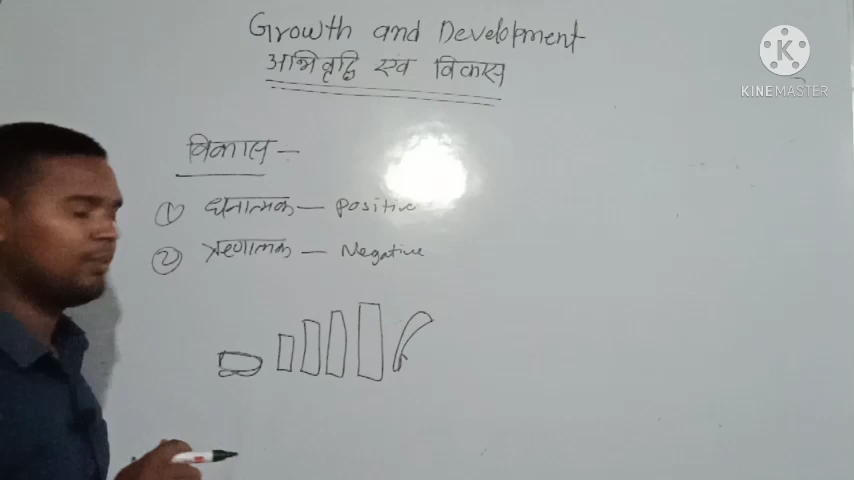 Growth and Development
अभिवृद्धि एवं विकास
विकास -
① धनात्मक — Positive
② ऋणात्मक — Negative
K
KINEMASTER